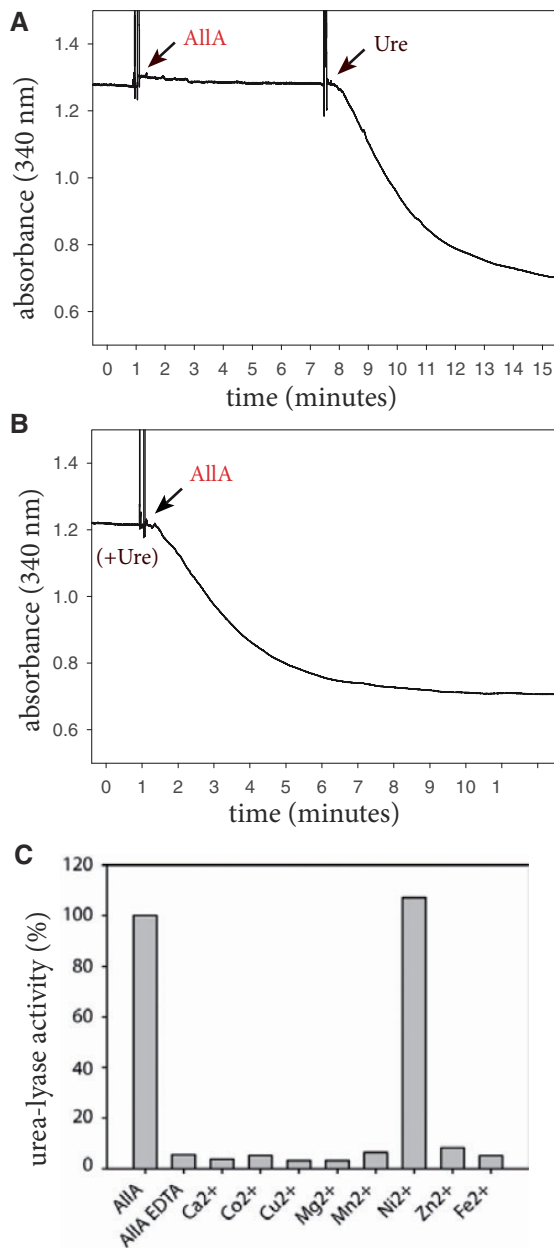 A
absorbance (340 nm)
1.4
1.2
1.0
0.8
0.6
AllA
Ure
0 1 2 3 4 5 6 7 8 9 10 11 12 13 14 15
time (minutes)
B
absorbance (340 nm)
1.4
1.2
1.0
0.8
0.6
AllA
(+Ure)
0 1 2 3 4 5 6 7 8 9 10 1
time (minutes)
C
urea-lyase activity (%)
120
100
80
60
40
20
0
AllA
AllA EDTA
Ca2+
Co2+
Cu2+
Mg2+
Mn2+
Ni2+
Zn2+
Fe2+